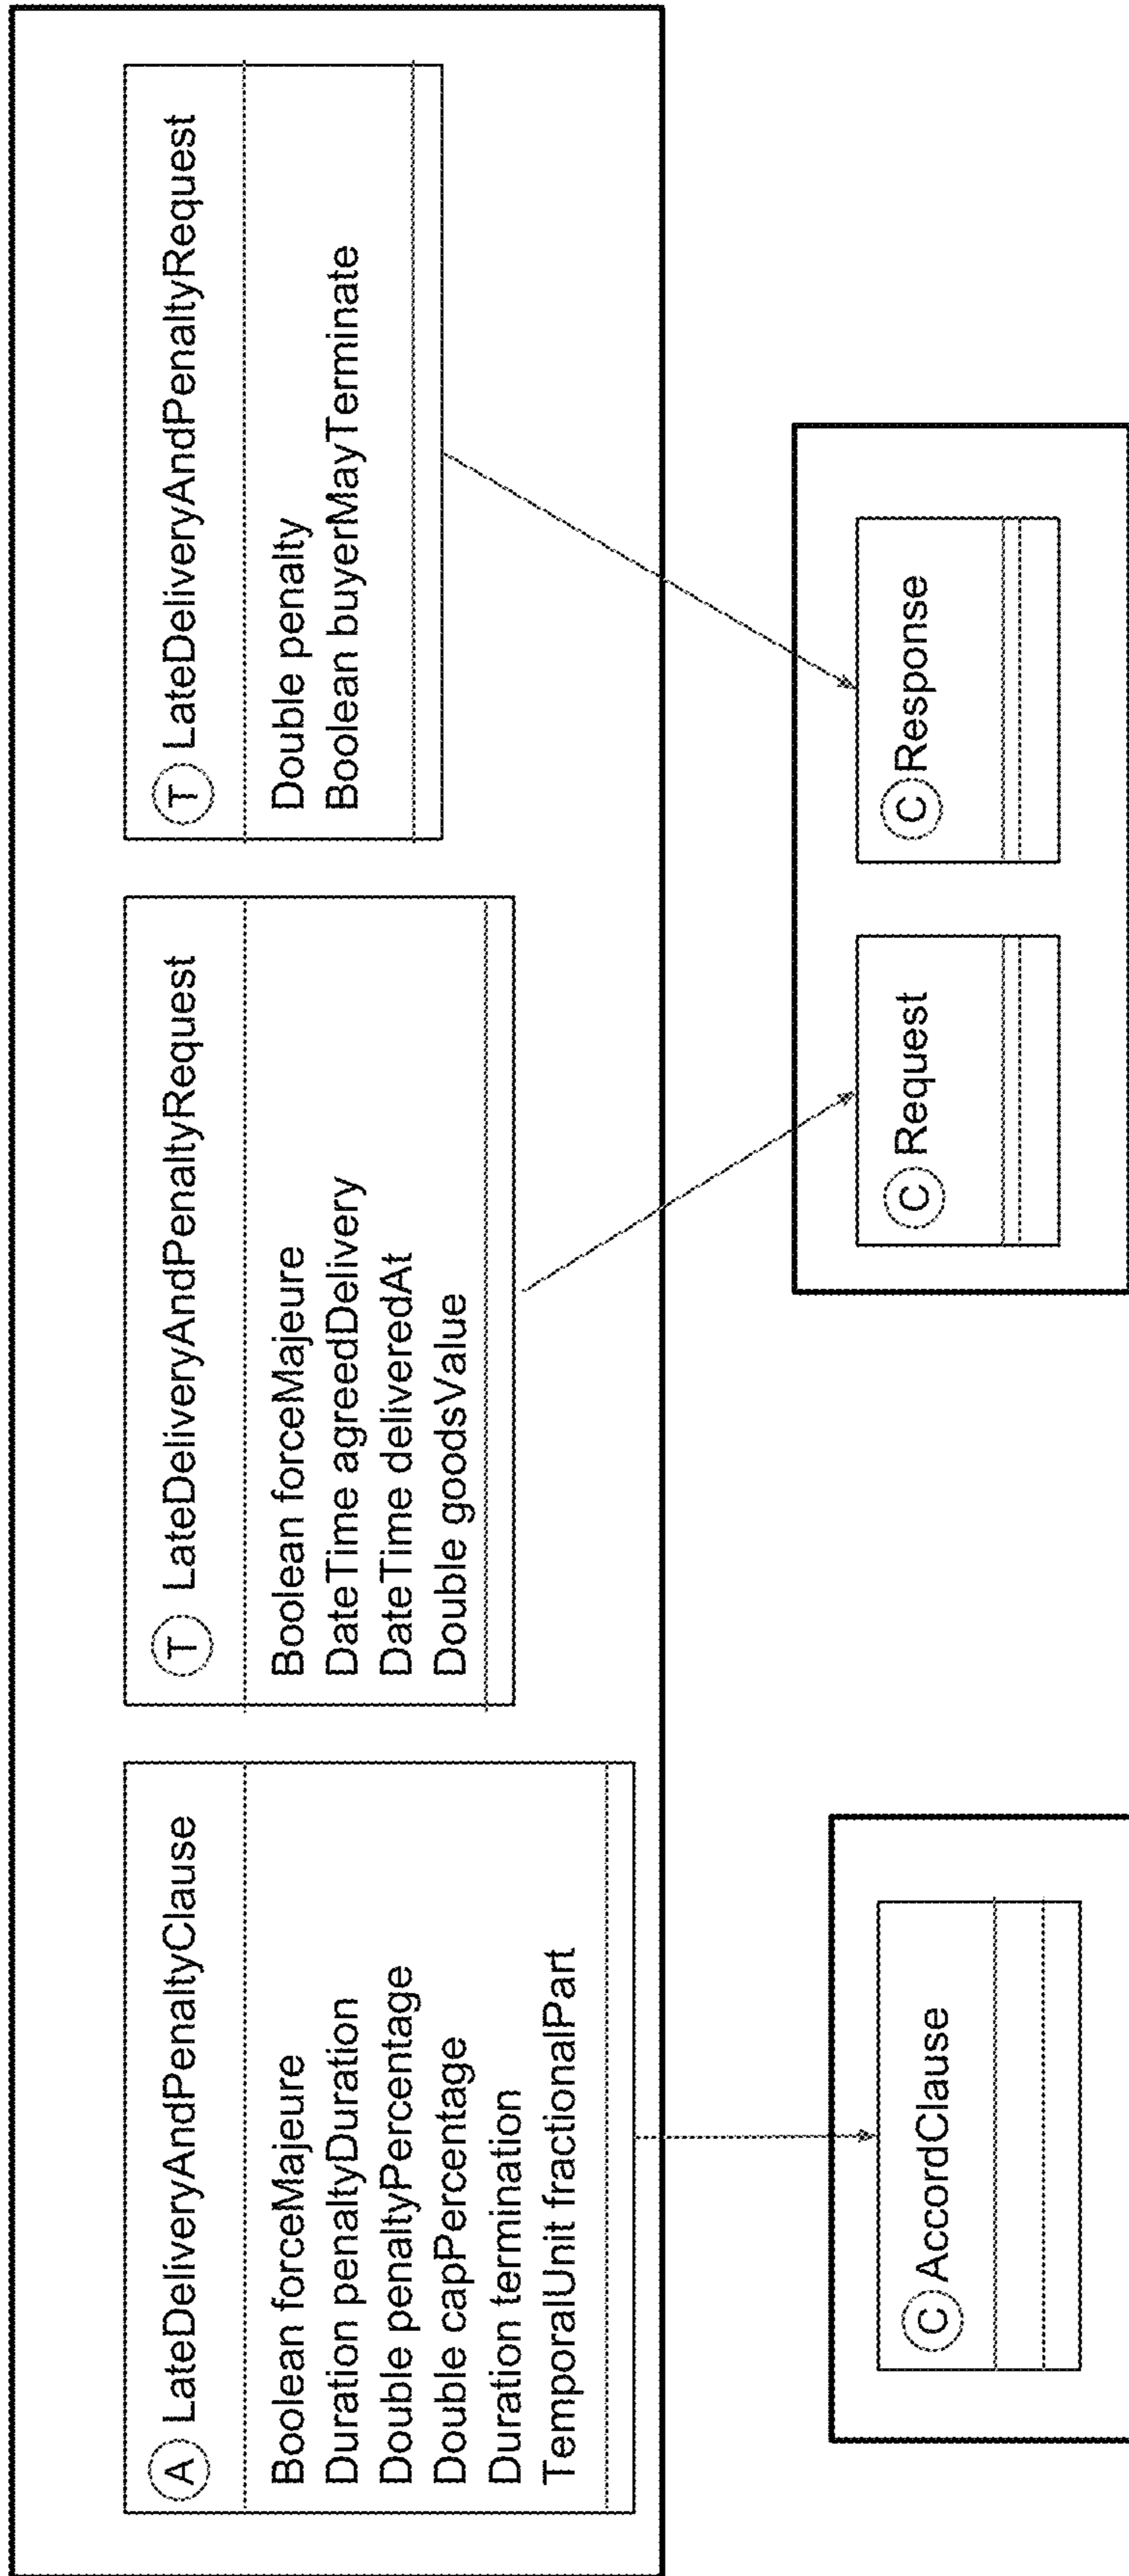 A LateDeliveryAndPenaltyClause
Boolean forceMajeure
Duration penaltyDuration
Double penaltyPercentage
Double capPercentage
Duration termination
TemporalUnit fractionalPart
T LateDeliveryAndPenaltyRequest
Boolean forceMajeure
DateTime agreedDelivery
DateTime deliveredAt
Double goodsValue
T LateDeliveryAndPenaltyRequest
Double penalty
Boolean buyerMayTerminate
C AccordClause
C Request
C Response